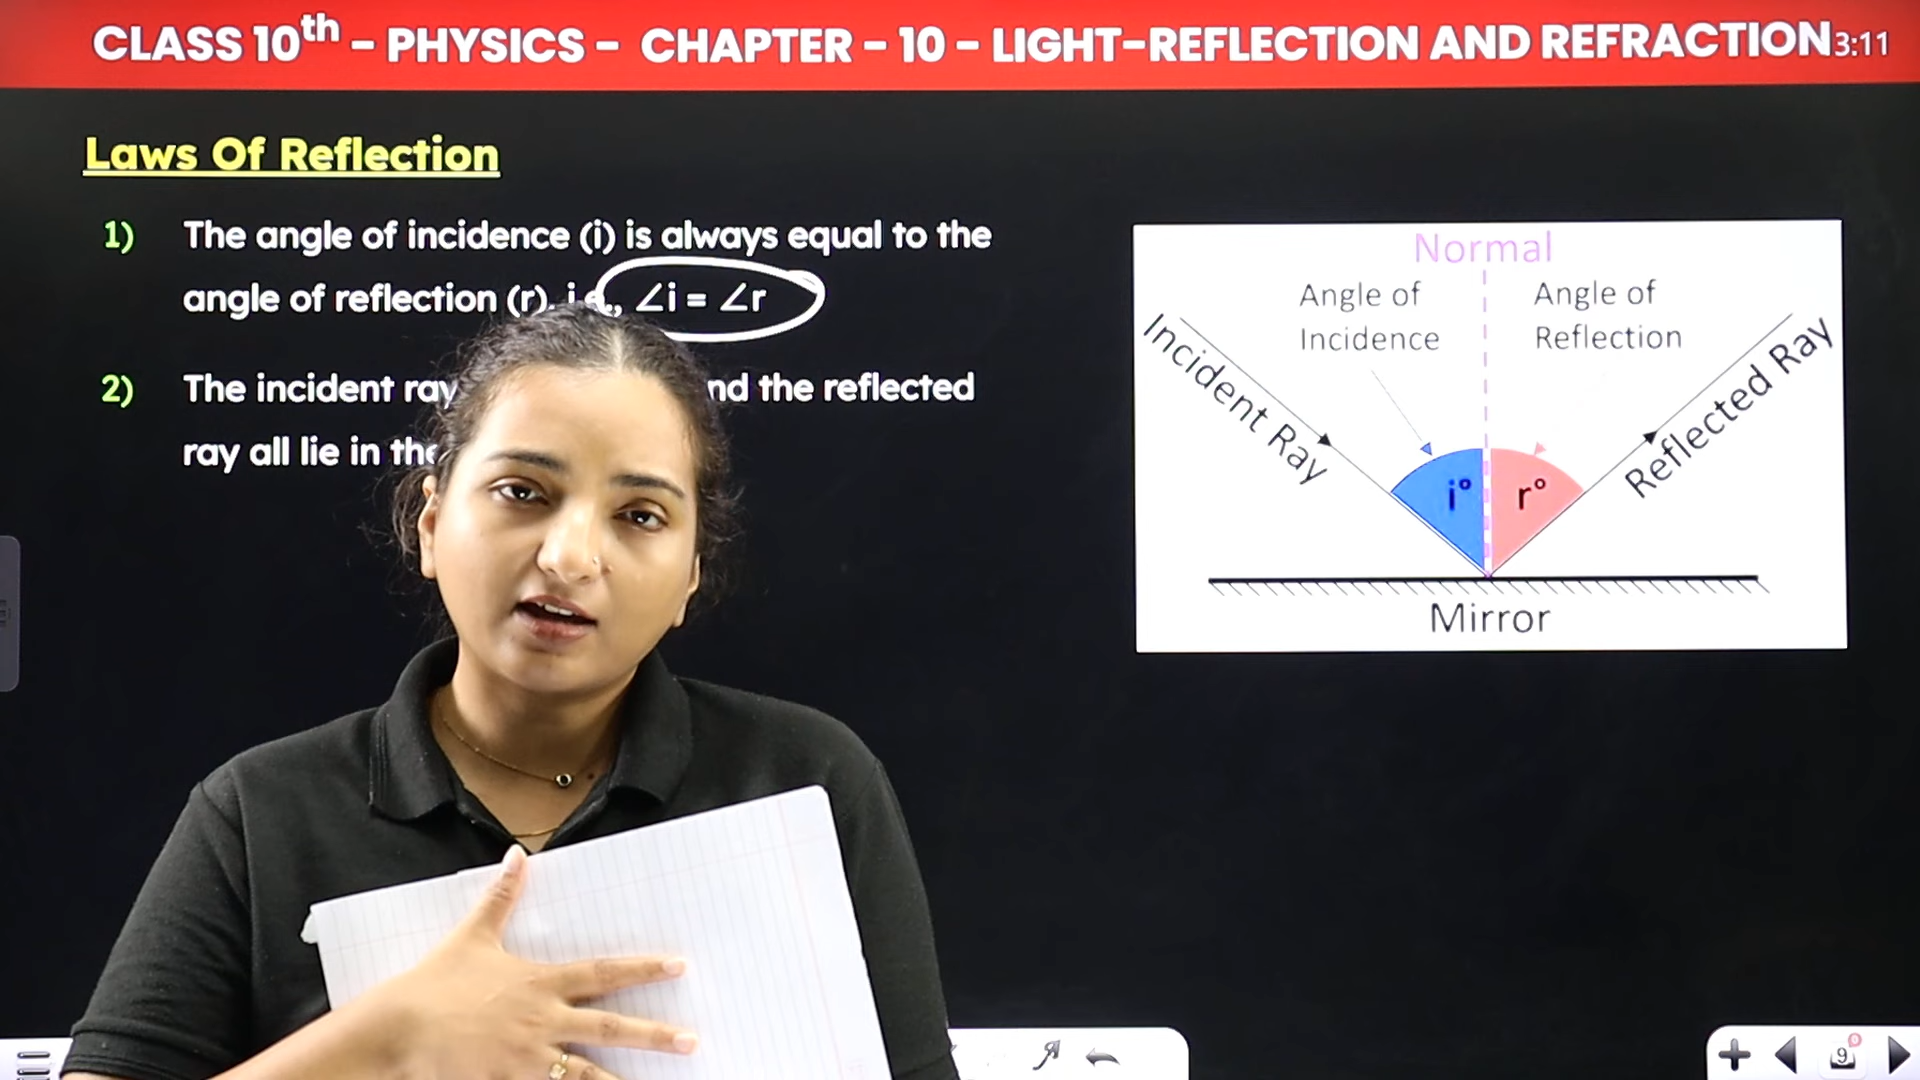 CLASS 10th – PHYSICS – CHAPTER – 10 – LIGHT-REFLECTION AND REFRACTION
3:11
Laws Of Reflection
1) The angle of incidence (i) is always equal to the
angle of reflection (r). i.e., ∠i = ∠r
2) The incident ray nd the reflected
ray all lie in the
Normal
Angle of
Incidence
Angle of
Reflection
Incident Ray
Reflected Ray
i°
r°
Mirror
9